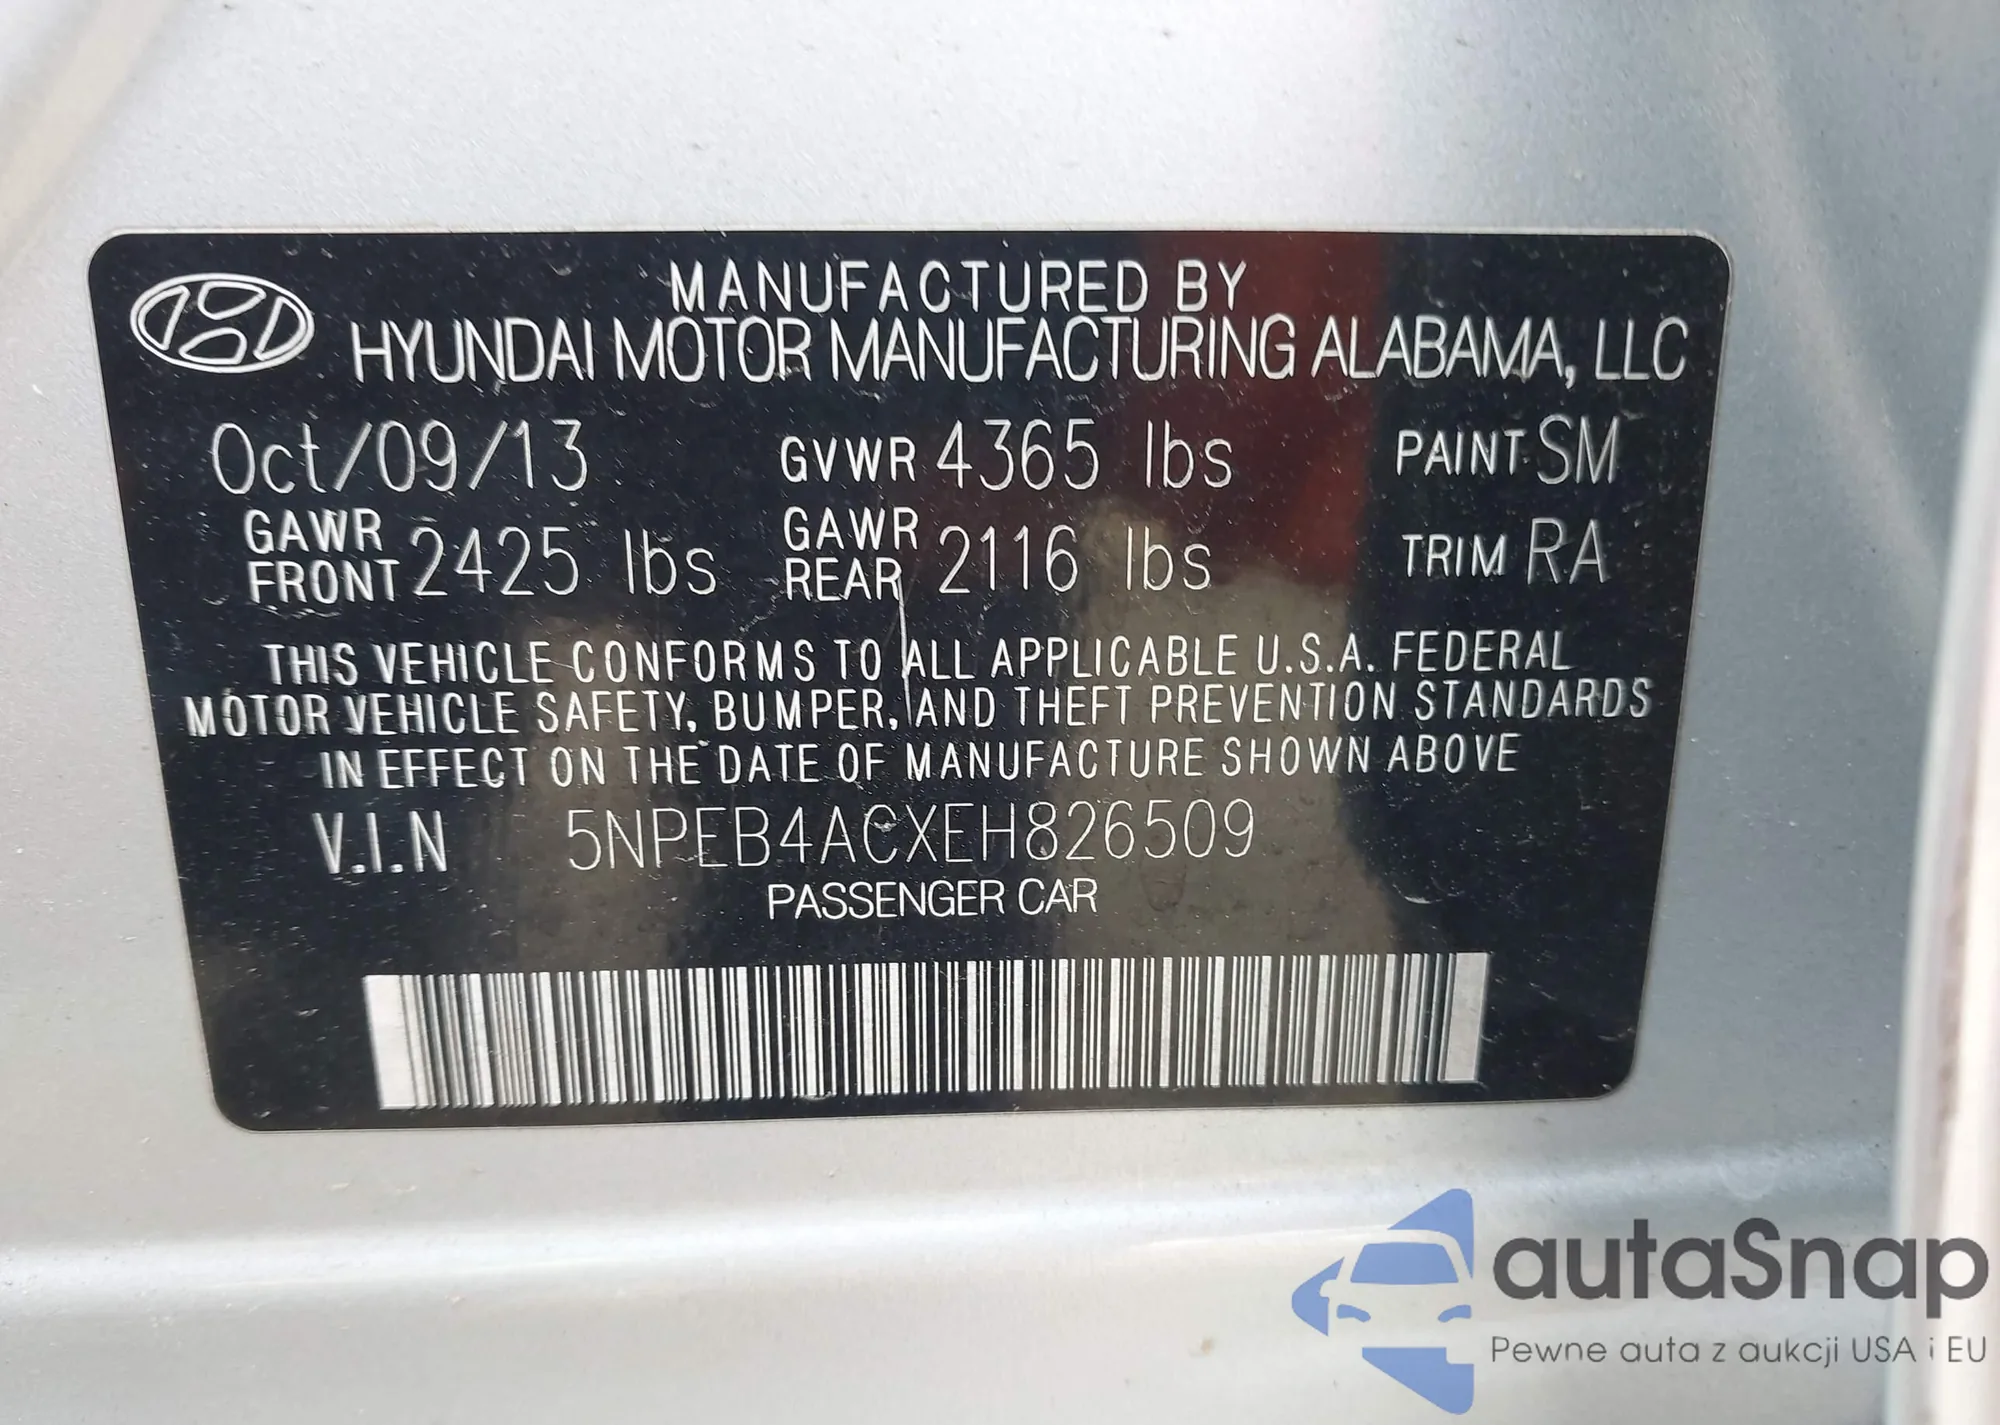 MANUFACTURED BY
HYUNDAI MOTOR MANUFACTURING ALABAMA, LLC
Oct/09/13 GVWR 4365 lbs PAINT SM
GAWR FRONT 2425 lbs GAWR REAR 2116 lbs TRIM RA
THIS VEHICLE CONFORMS TO ALL APPLICABLE U.S.A. FEDERAL
MOTOR VEHICLE SAFETY, BUMPER, AND THEFT PREVENTION STANDARDS
IN EFFECT ON THE DATE OF MANUFACTURE SHOWN ABOVE
V.I.N 5NPEB4ACXEH826509
PASSENGER CAR
autaSnap
Pewne auta z aukcji USA i EU